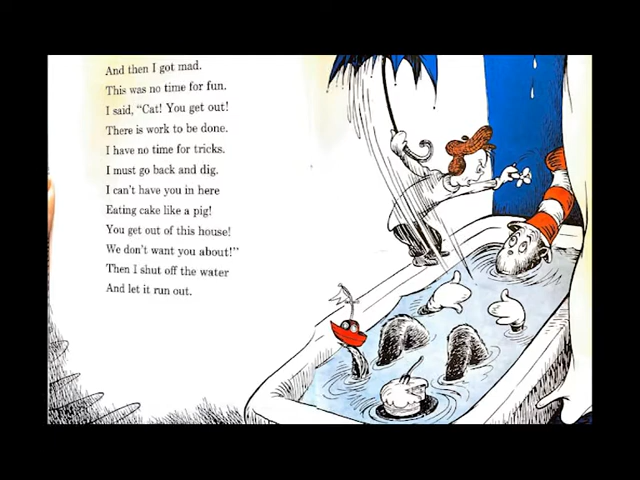 And then I got mad.
This was no time for fun.
I said, “Cat! You get out!
There is work to be done.
I have no time for tricks.
I must go back and dig.
I can’t have you in here
Eating cake like a pig!
You get out of this house!
We don’t want you about!”
Then I shut off the water
And let it run out.